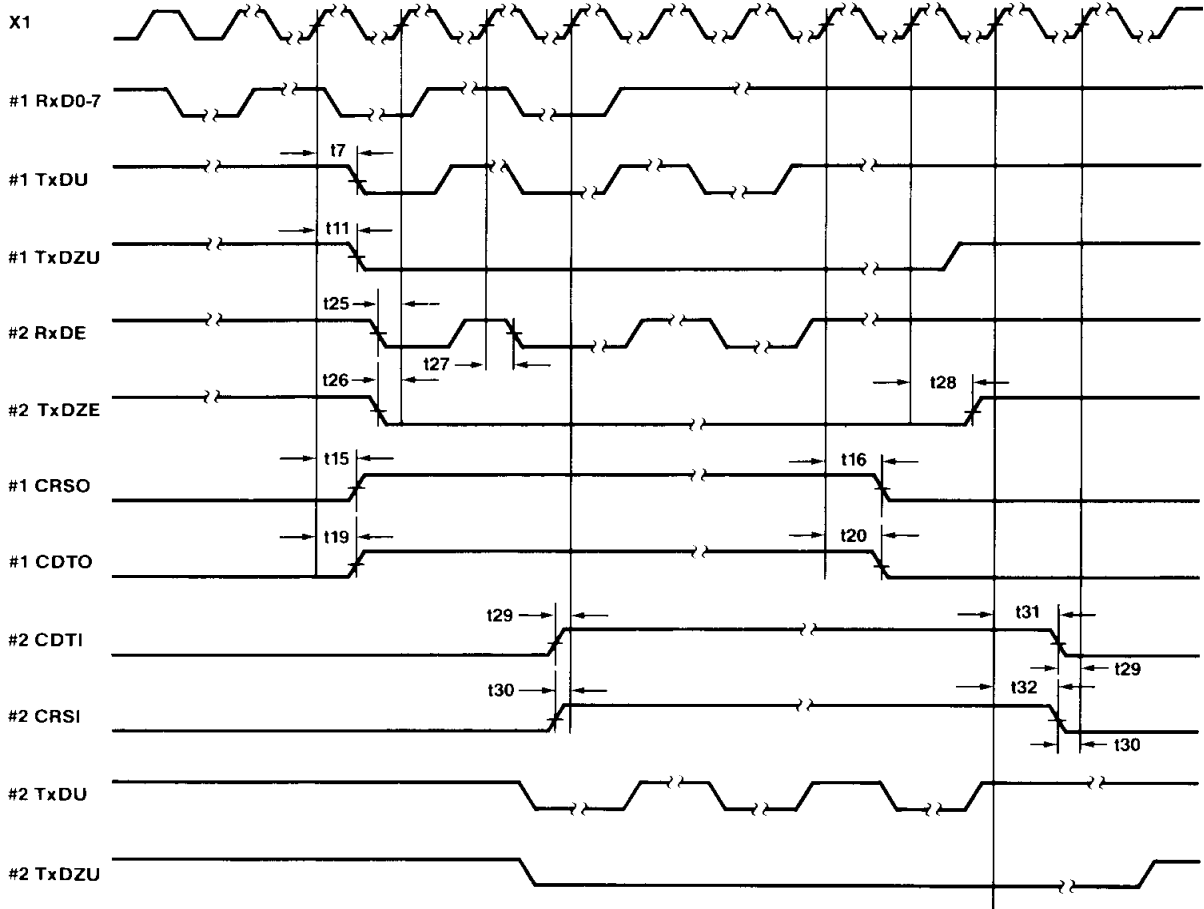 X1
#1 RxD0-7
t7
#1 TxDU
t11
#1 TxDZU
t25
#2 RxDE
t27
t26
t28
#2 TxDZE
t15
t16
#1 CRSO
t19
t20
#1 CDTO
t29
t31
#2 CDTI
t29
t30
t32
#2 CRSI
t30
#2 TxDU
#2 TxDZU